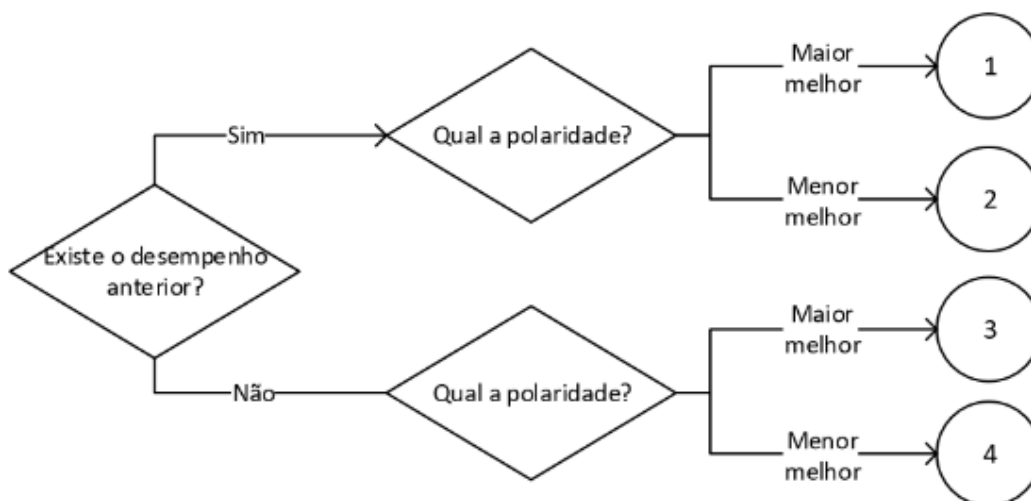 Maior
melhor
1
Sim
Qual a polaridade?
Menor
melhor
2
Existe o desempenho
anterior?
Maior
melhor
3
Não
Qual a polaridade?
Menor
melhor
4